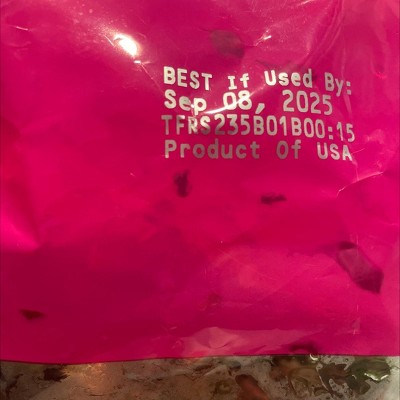 BEST If Used By:
Sep 08, 2025
TFRS235B01B00:15
Product Of USA